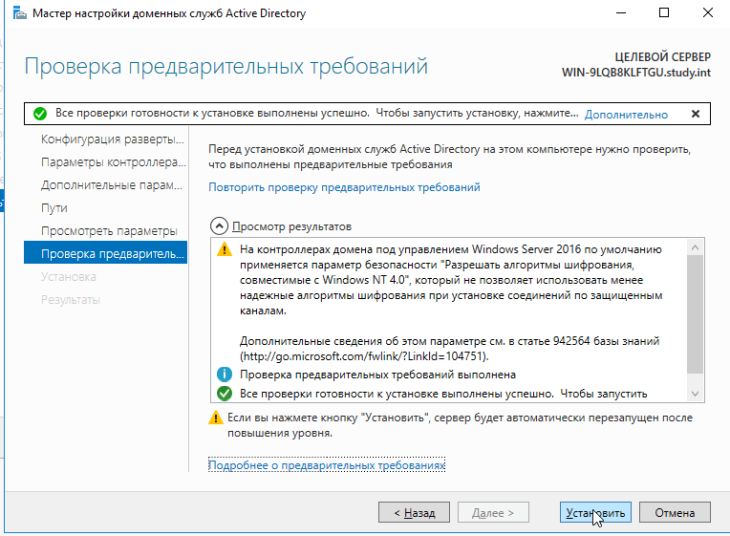 Мастер настройки доменных служб Active Directory
Проверка предварительных требований
ЦЕЛЕВОЙ СЕРВЕР
WIN-9LQB8KLFTGU.study.int
Все проверки готовности к установке выполнены успешно. Чтобы запустить установку, нажмите... Дополнительно
Конфигурация разверты...
Параметры контроллера...
Дополнительные парам...
Пути
Просмотреть параметры
Проверка предваритель...
Установка
Результаты
Перед установкой доменных служб Active Directory на этом компьютере нужно проверить,
что выполнены предварительные требования
Повторить проверку предварительных требований
Просмотр результатов
На контроллерах домена под управлением Windows Server 2016 по умолчанию
применяется параметр безопасности "Разрешать алгоритмы шифрования,
совместимые с Windows NT 4.0", который не позволяет использовать менее
надежные алгоритмы шифрования при установке соединений по защищенным
каналам.
Дополнительные сведения об этом параметре см. в статье 942564 базы знаний
(http://go.microsoft.com/fwlink/?LinkId=104751).
Проверка предварительных требований выполнена
Все проверки готовности к установке выполнены успешно. Чтобы запустить
Если вы нажмете кнопку "Установить", сервер будет автоматически перезапущен после
повышения уровня.
Подробнее о предварительных требованиях
< Назад
Далее >
Установить
Отмена